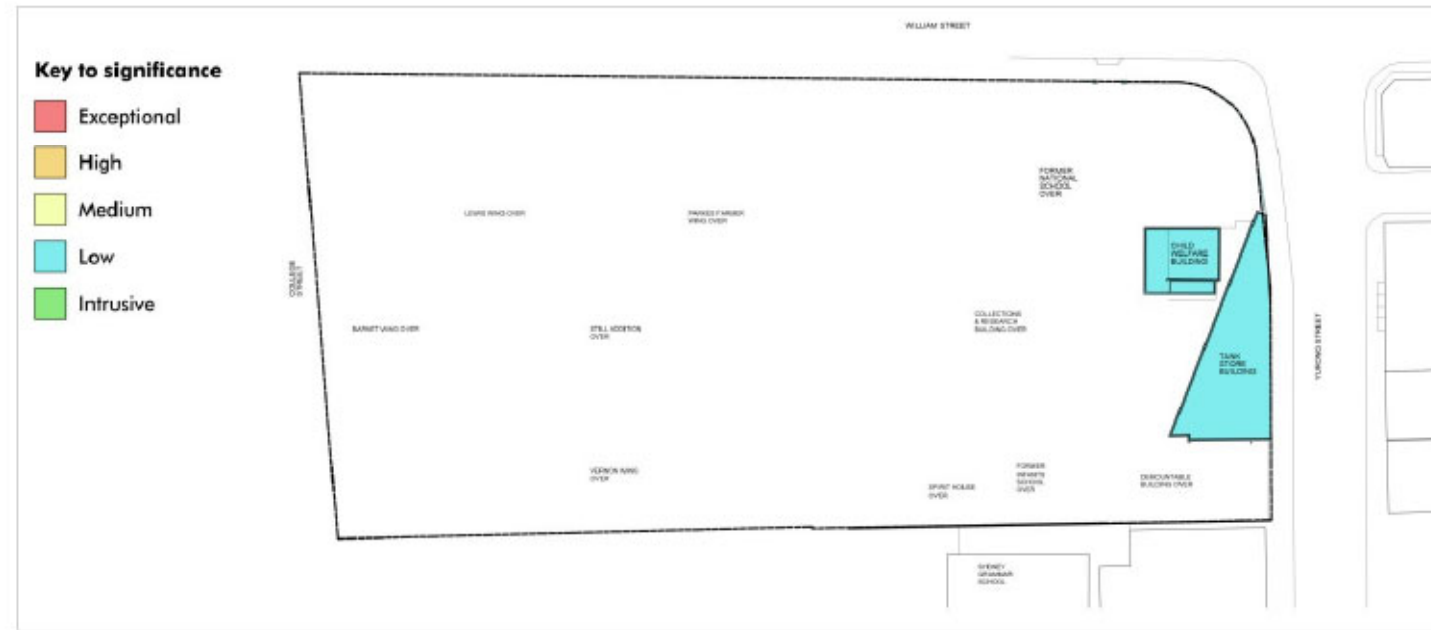 WILLIAM STREET
Key to significance
Exceptional
High
Medium
Low
Intrusive
FORMER
NATIONAL
SCHOOL
OVER
LEWIS WING OVER
PARKES FARMER
WING OVER
CHILD
WELFARE
BUILDING
COLLEGE
STREET
BARNET WING OVER
STILL ADDITION
OVER
COLLECTIONS
& RESEARCH
BUILDING OVER
TANK
STORE
BUILDING
YURONG STREET
VERNON WING
OVER
SPIRIT HOUSE
OVER
FORMER
INFANTS
SCHOOL
OVER
DEMOUNTABLE
BUILDING OVER
SYDNEY
GRAMMAR
SCHOOL